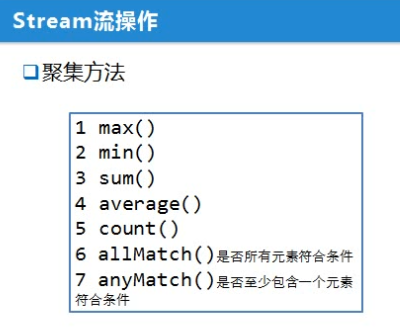 Stream流操作
聚集方法
1 max()
2 min()
3 sum()
4 average()
5 count()
6 allMatch()是否所有元素符合条件
7 anyMatch()是否至少包含一个元素
符合条件